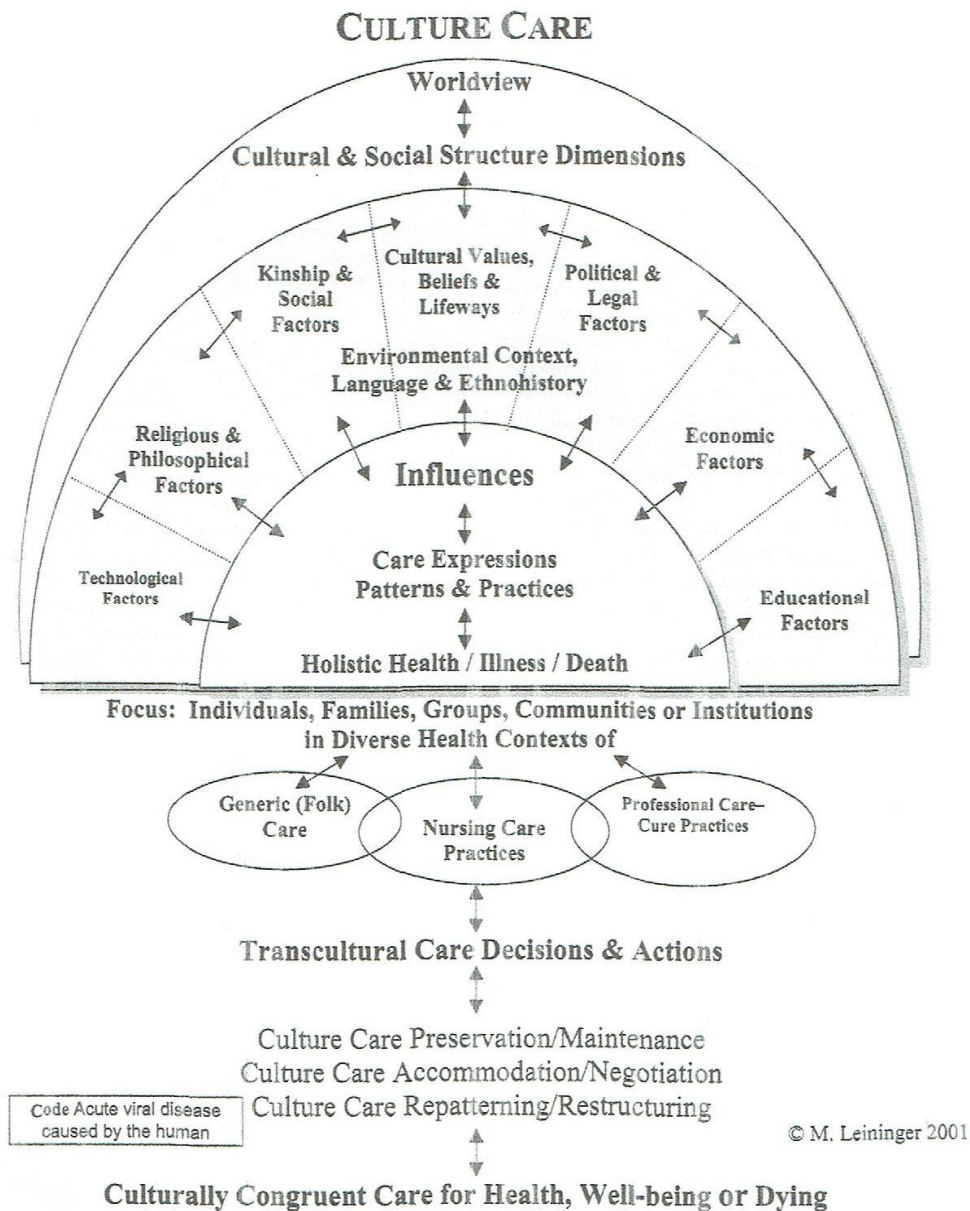 CULTURE CARE
Worldview
Cultural & Social Structure Dimensions
Kinship &
Social
Factors
Cultural Values,
Beliefs &
Lifeways
Political &
Legal
Factors
Environmental Context,
Language & Ethnohistory
Religious &
Philosophical
Factors
Economic
Factors
Influences
Care Expressions
Patterns & Practices
Technological
Factors
Educational
Factors
Holistic Health / Illness / Death
Focus: Individuals, Families, Groups, Communities or Institutions
in Diverse Health Contexts of
Generic (Folk)
Care
Nursing Care
Practices
Professional Care–
Cure Practices
Transcultural Care Decisions & Actions
Culture Care Preservation/Maintenance
Culture Care Accommodation/Negotiation
Culture Care Repatterning/Restructuring
Code Acute viral disease
caused by the human
© M. Leininger 2001
Culturally Congruent Care for Health, Well-being or Dying